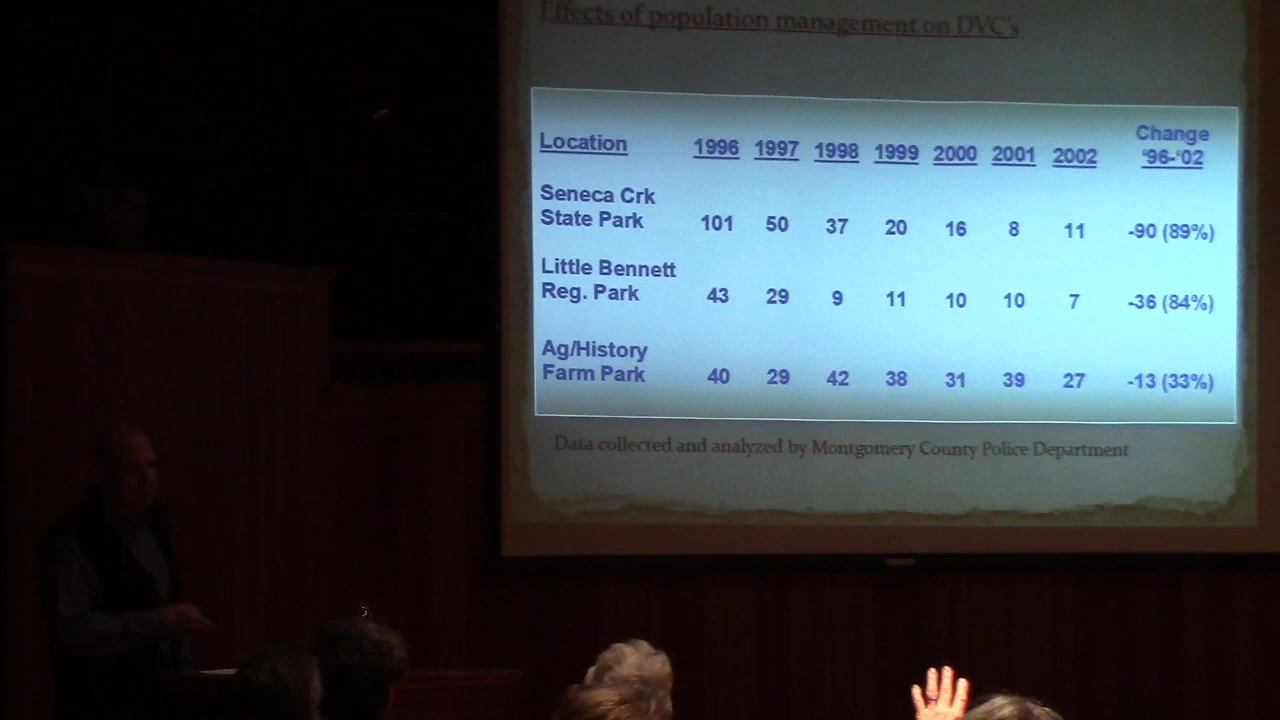 Effects of population management on DVC's
Change
Location 1996 1997 1998 1999 2000 2001 2002 '96-'02
Seneca Crk
State Park 101 50 37 20 16 8 11 -90 (89%)
Little Bennett
Reg. Park 43 29 9 11 10 10 7 -36 (84%)
Ag/History
Farm Park 40 29 42 38 31 39 27 -13 (33%)
Data collected and analyzed by Montgomery County Police Department